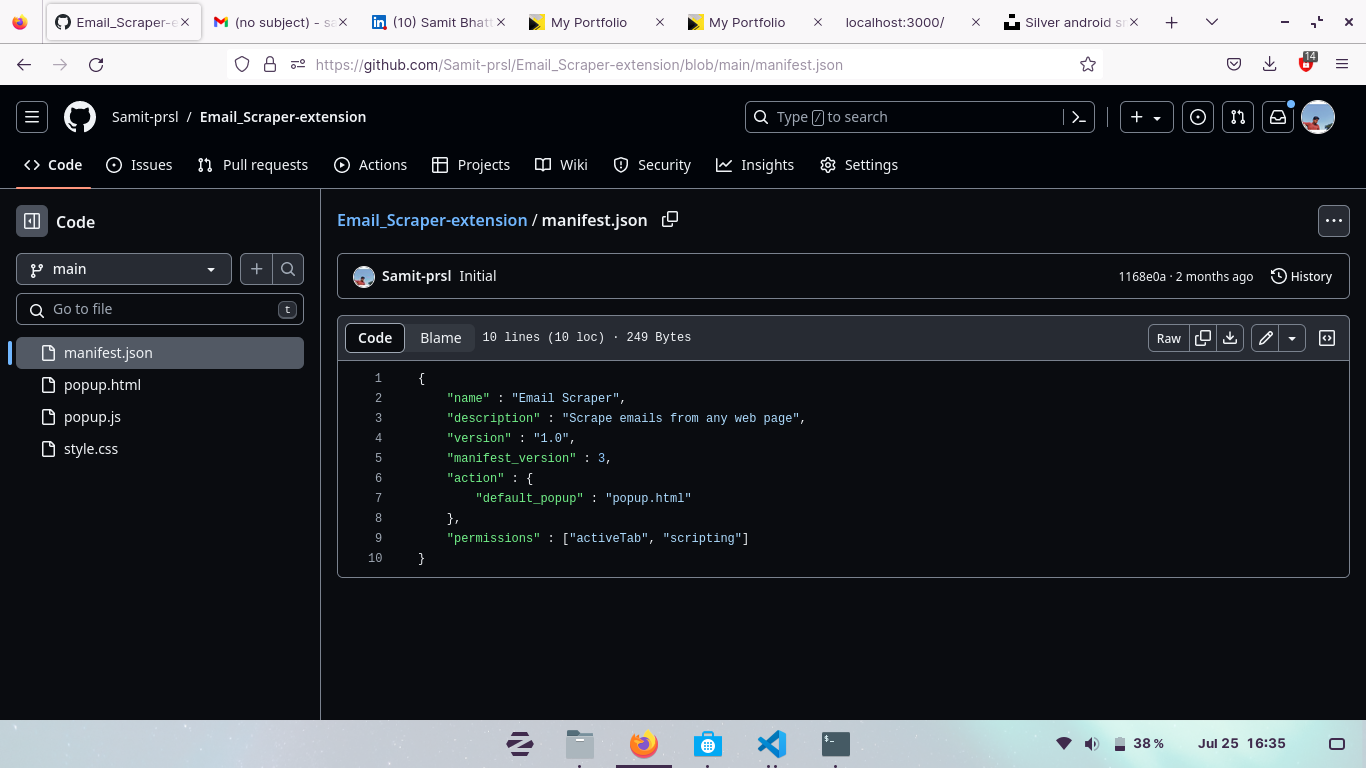 Email_Scraper-e
(no subject) - sa
(10) Samit Bhatt
My Portfolio
My Portfolio
localhost:3000/
Silver android sm
https://github.com/Samit-prsl/Email_Scraper-extension/blob/main/manifest.json
14
Samit-prsl / Email_Scraper-extension
Type / to search
Code
Issues
Pull requests
Actions
Projects
Wiki
Security
Insights
Settings
Code
main
Go to file
t
manifest.json
popup.html
popup.js
style.css
Email_Scraper-extension / manifest.json
Samit-prsl Initial
1168e0a · 2 months ago
History
Code
Blame
10 lines (10 loc) · 249 Bytes
Raw
1 {
2 "name" : "Email Scraper",
3 "description" : "Scrape emails from any web page",
4 "version" : "1.0",
5 "manifest_version" : 3,
6 "action" : {
7 "default_popup" : "popup.html"
8 },
9 "permissions" : ["activeTab", "scripting"]
10 }
38 %
Jul 25 16:35